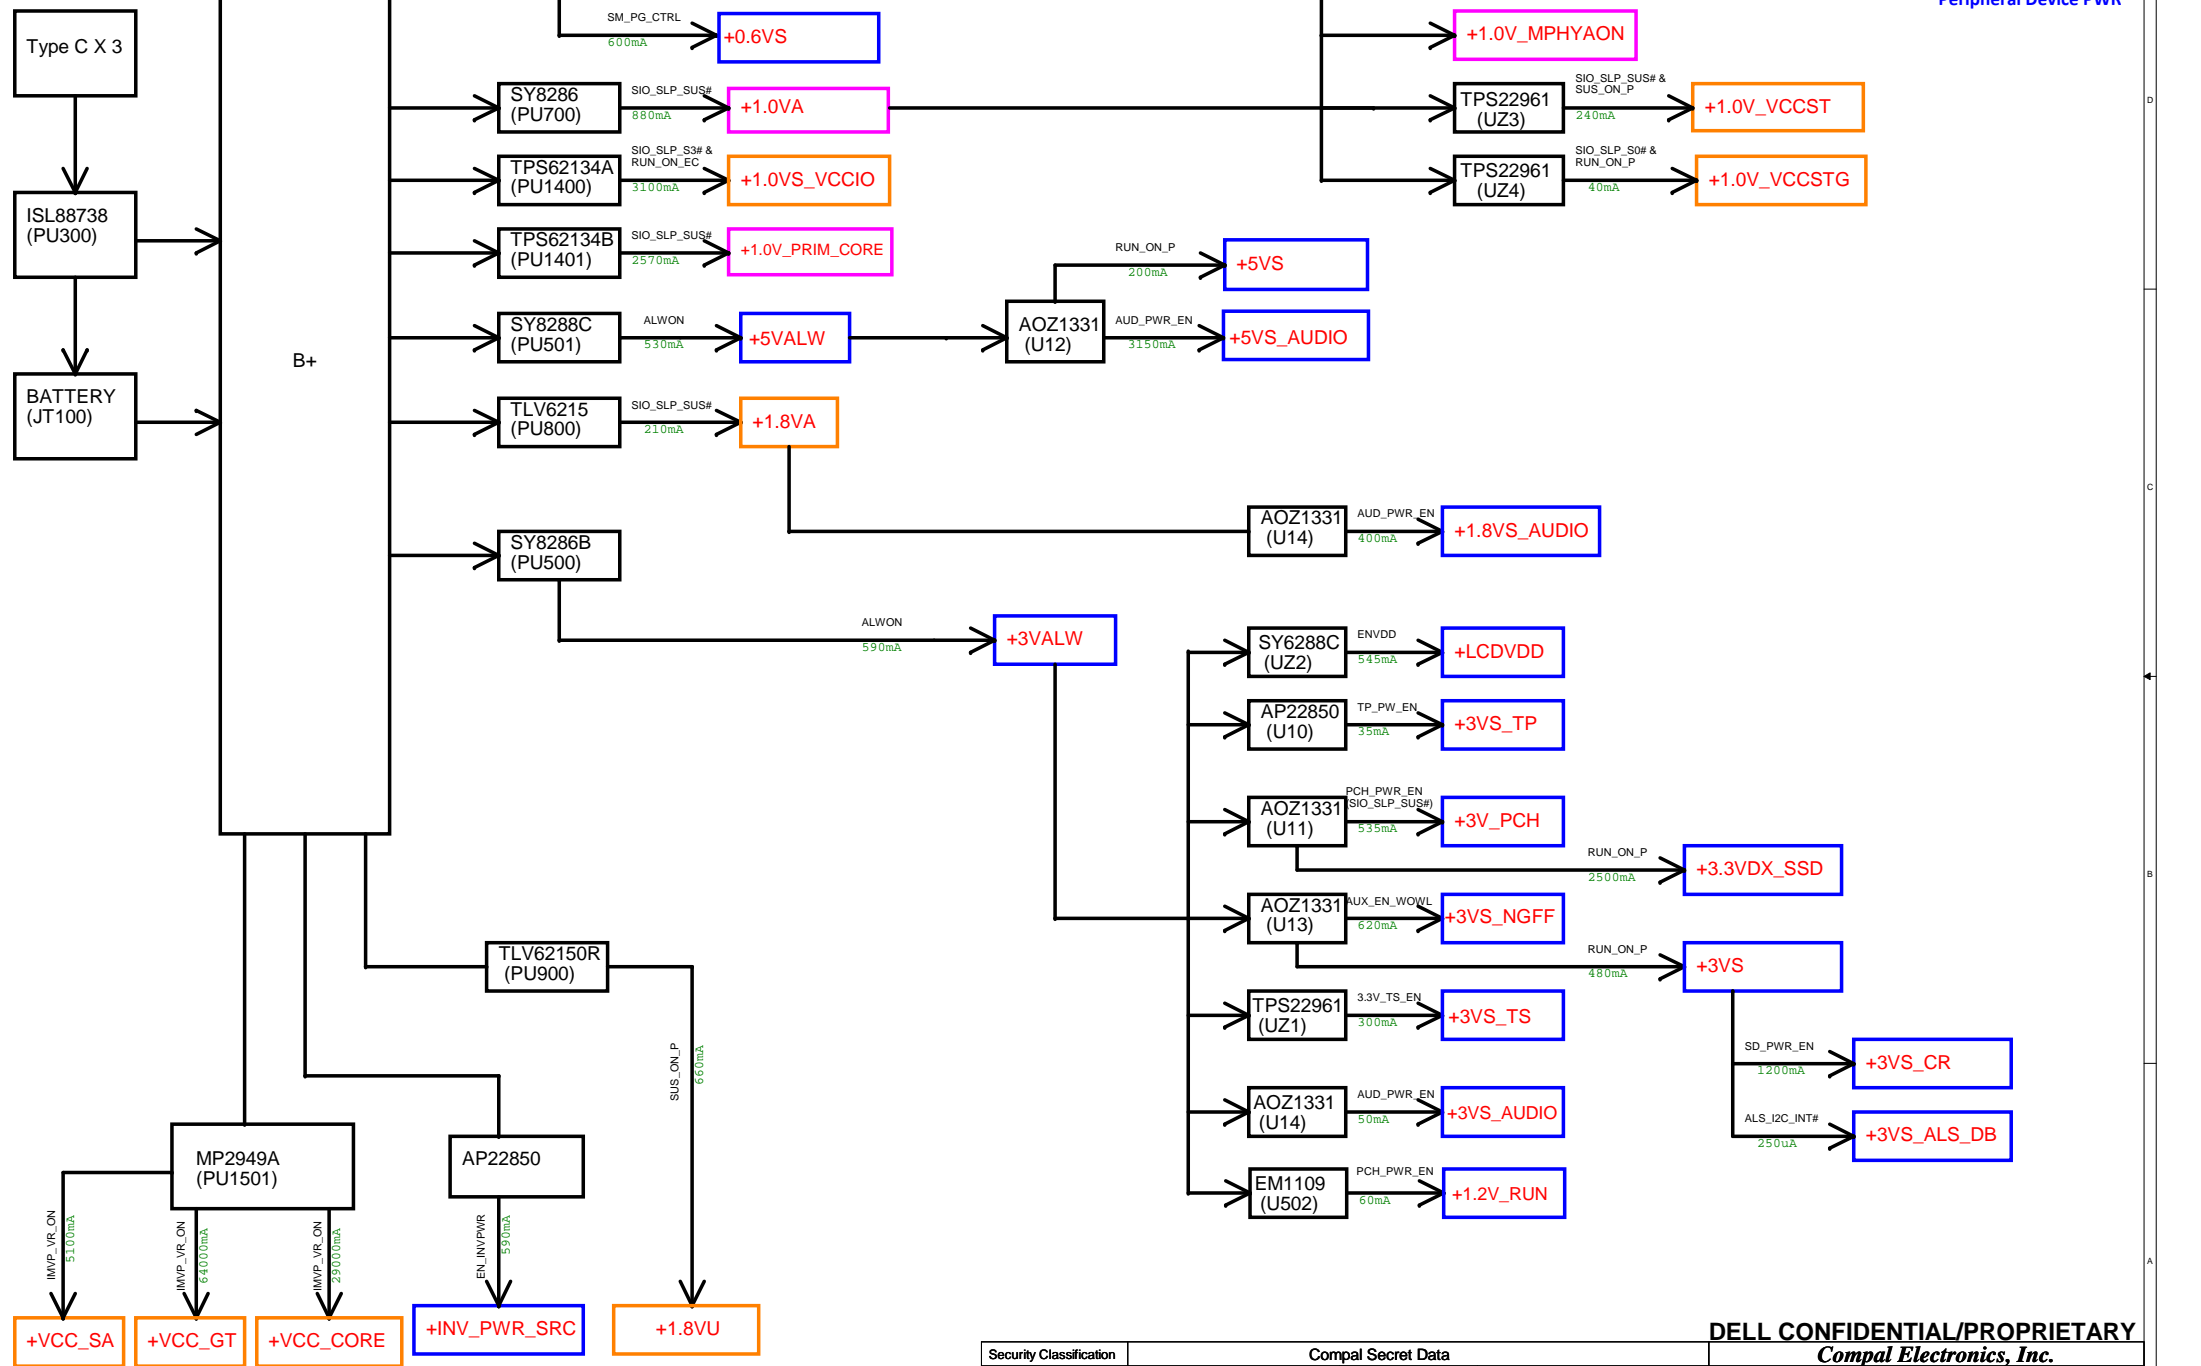 Peripheral Device PWR
Type C X 3
SM_PG_CTRL
600mA
+0.6VS
+1.0V_MPHYAON
SY8286
(PU700)
SIO_SLP_SUS#
880mA
+1.0VA
TPS22961
(UZ3)
SIO_SLP_SUS# &
SUS_ON_P
240mA
+1.0V_VCCST
D
TPS62134A
(PU1400)
SIO_SLP_S3# &
RUN_ON_EC
3100mA
+1.0VS_VCCIO
TPS22961
(UZ4)
SIO_SLP_S0# &
RUN_ON_P
40mA
+1.0V_VCCSTG
ISL88738
(PU300)
TPS62134B
(PU1401)
SIO_SLP_SUS#
2570mA
+1.0V_PRIM_CORE
RUN_ON_P
200mA
+5VS
SY8288C
(PU501)
ALWON
530mA
+5VALW
AOZ1331
(U12)
AUD_PWR_EN
3150mA
+5VS_AUDIO
B+
BATTERY
(JT100)
TLV6215
(PU800)
SIO_SLP_SUS#
210mA
+1.8VA
C
AOZ1331
(U14)
AUD_PWR_EN
400mA
+1.8VS_AUDIO
SY8286B
(PU500)
ALWON
590mA
+3VALW
SY6288C
(UZ2)
ENVDD
545mA
+LCDVDD
AP22850
(U10)
TP_PW_EN
35mA
+3VS_TP
AOZ1331
(U11)
PCH_PWR_EN
(SIO_SLP_SUS#)
535mA
+3V_PCH
RUN_ON_P
2500mA
+3.3VDX_SSD
B
AOZ1331
(U13)
AUX_EN_WOWL
620mA
+3VS_NGFF
RUN_ON_P
480mA
+3VS
TLV62150R
(PU900)
TPS22961
(UZ1)
3.3V_TS_EN
300mA
+3VS_TS
SUS_ON_P
660mA
SD_PWR_EN
1200mA
+3VS_CR
AOZ1331
(U14)
AUD_PWR_EN
50mA
+3VS_AUDIO
ALS_I2C_INT#
250uA
+3VS_ALS_DB
MP2949A
(PU1501)
AP22850
EM1109
(U502)
PCH_PWR_EN
60mA
+1.2V_RUN
IMVP_VR_ON
5100mA
IMVP_VR_ON
64000mA
IMVP_VR_ON
29000mA
EN_INVPWR
590mA
A
+VCC_SA
+VCC_GT
+VCC_CORE
+INV_PWR_SRC
+1.8VU
DELL CONFIDENTIAL/PROPRIETARY
Security Classification
Compal Secret Data
Compal Electronics, Inc.